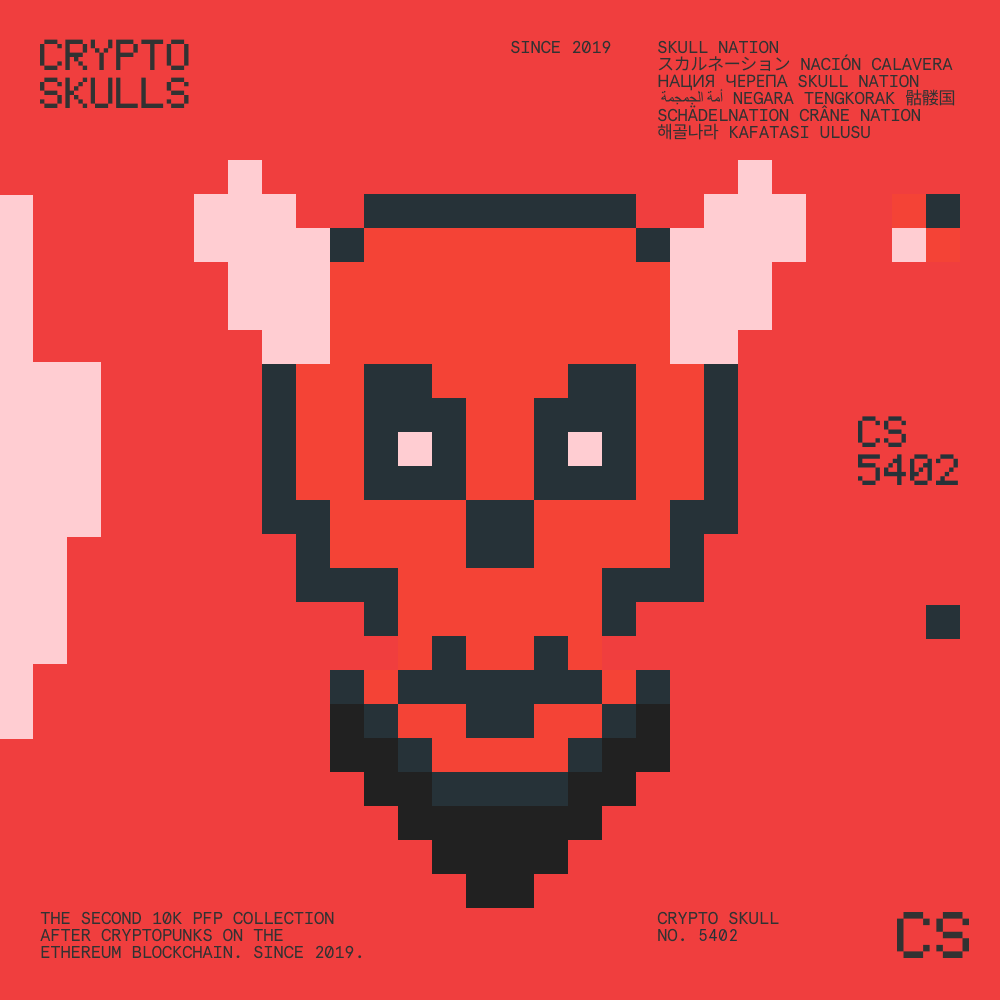 CRYPTO
SKULLS
SINCE 2019
SKULL NATION
スカルネーション NACIÓN CALAVERA
НАЦИЯ ЧЕРЕПА SKULL NATION
أمة الجمجمة NEGARA TENGKORAK 骷髅国
SCHÄDELNATION CRÂNE NATION
해골나라 KAFATASI ULUSU
CS
5402
THE SECOND 10K PFP COLLECTION
AFTER CRYPTOPUNKS ON THE
ETHEREUM BLOCKCHAIN. SINCE 2019.
CRYPTO SKULL
NO. 5402
CS